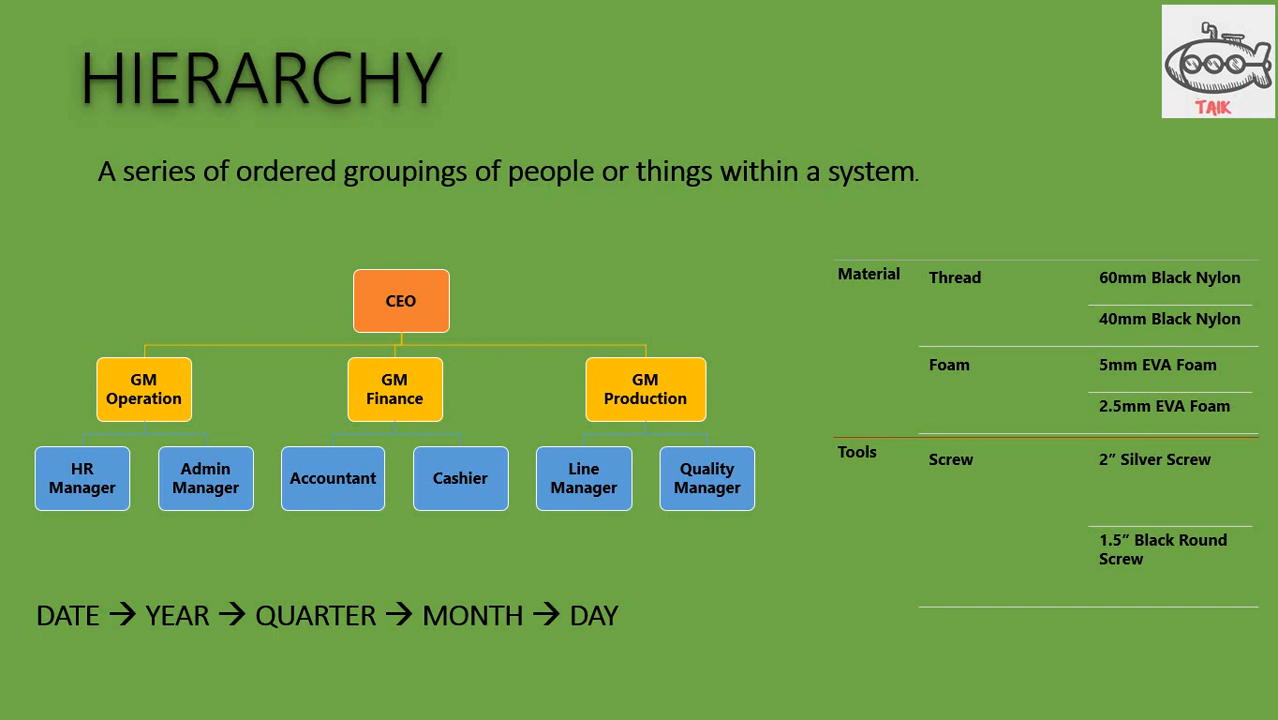 HIERARCHY
TAIK
A series of ordered groupings of people or things within a system.
CEO
GM
Operation
GM
Finance
GM
Production
HR
Manager
Admin
Manager
Accountant
Cashier
Line
Manager
Quality
Manager
Material
Thread
60mm Black Nylon
40mm Black Nylon
Foam
5mm EVA Foam
2.5mm EVA Foam
Tools
Screw
2” Silver Screw
1.5” Black Round
Screw
DATE → YEAR → QUARTER → MONTH → DAY